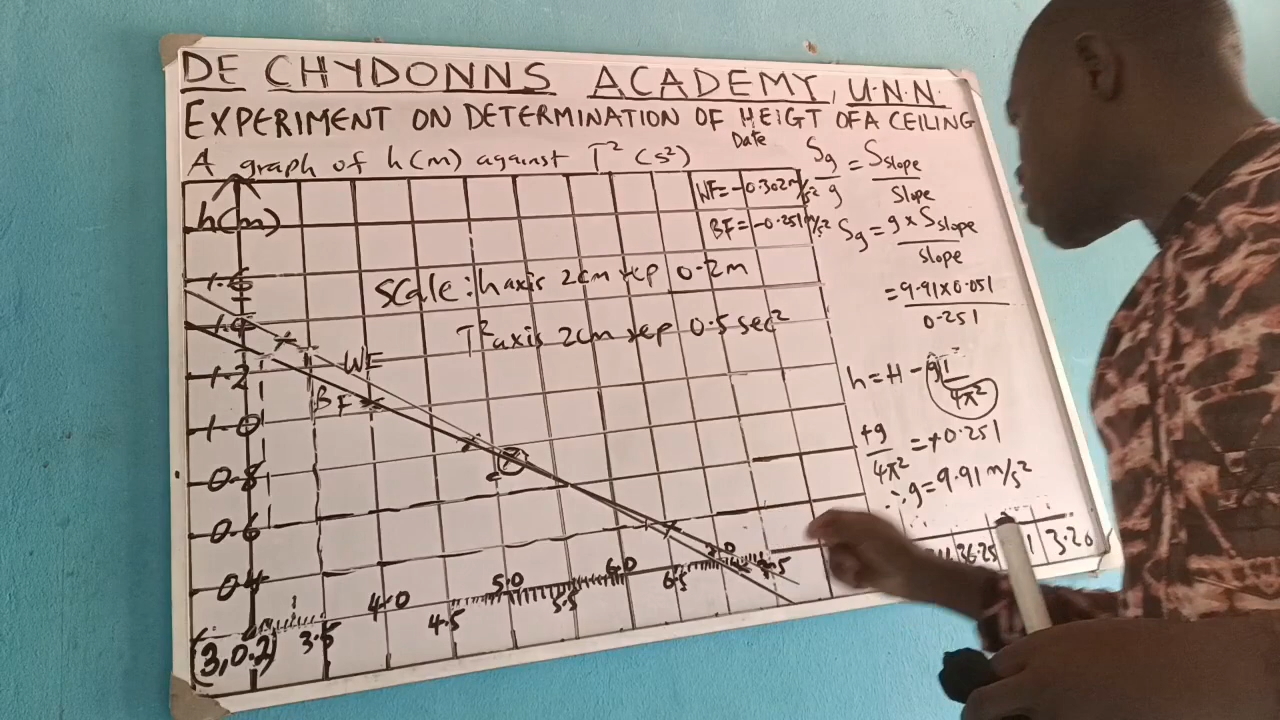 DE CHYDONNS ACADEMY, U.N.N.
EXPERIMENT ON DETERMINATION OF HEIGT OF A CEILING
Date
A graph of h(m) against T² (s²)
h(m)
WF = -0.302m/s²
BF = -0.251m/s²
Scale: h axis 2cm rep 0.2m
T² axis 2cm rep 0.5 sec²
1.6
1.4
1.2
1.0
0.8
0.6
0.4
(3,0.2)
3.5
4.0
4.5
5.0
5.5
6.0
6.5
7.0
7.5
WF
BF
Sg/g = Sslope/Slope
Sg = g x Sslope/slope
= 9.91x0.051/0.251
h = H - g/4π²
+g/4π² = +0.251
∴ g = 9.91 m/s²
36.25
3.20